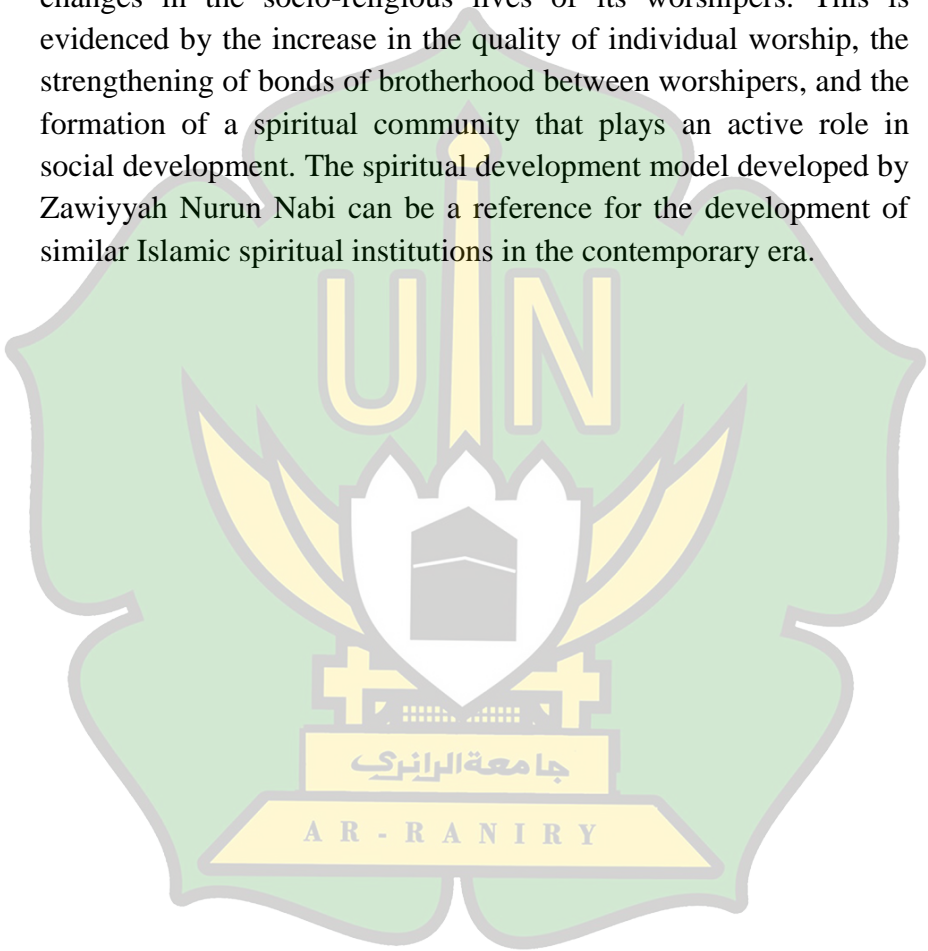 changes in the socio-religious lives of its worshipers. This is
evidenced by the increase in the quality of individual worship, the
strengthening of bonds of brotherhood between worshipers, and the
formation of a spiritual community that plays an active role in
social development. The spiritual development model developed by
Zawiyyah Nurun Nabi can be a reference for the development of
similar Islamic spiritual institutions in the contemporary era.
UIN
جامعة الرانري
AR-RANIRY